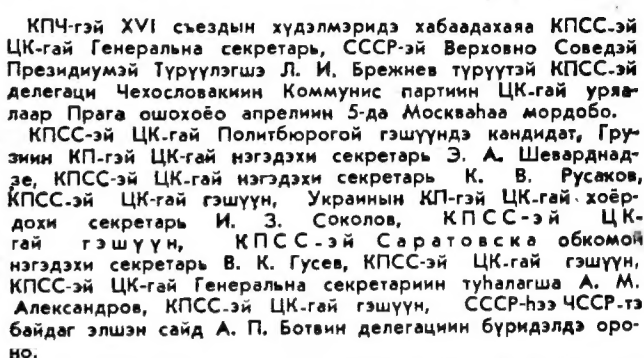 КПЧ-гэй XVI съездын хүдэлмэридэ хабаадахаяа КПСС-эй
ЦК-гай Генеральна секретарь, СССР-эй Верховно Соведэй
Президиумэй Түрүүлэгшэ Л. И. Брежнев түрүүтэй КПСС-эй
делегаци Чехословакиин Коммунис партиин ЦК-гай уряа-
лаар Прага ошохоёо апрелиин 5-да Москваһаа мордобо.
КПСС-эй ЦК-гай Политбюрогой гэшүүндэ кандидат, Гру-
зиин КП-гэй ЦК-гай нэгэдэхи секретарь Э. А. Шеварднад-
зе, КПСС-эй ЦК-гай нэгэдэхи секретарь К. В. Русаков,
КПСС-эй ЦК-гай гэшүүн, Украинын КП-гэй ЦК-гай хоёр-
дохи секретарь И. З. Соколов, КПСС-эй ЦК-
гай гэшүүн, КПСС-эй Саратовска обкомой
нэгэдэхи секретарь В. К. Гусев, КПСС-эй ЦК-гай гэшүүн,
КПСС-эй ЦК-гай Генеральна секретариин туһалагша А. М.
Александров, КПСС-эй ЦК-гай гэшүүн, СССР-һээ ЧССР-тэ
байдаг элшэн сайд А. П. Ботвин делегациин бүридэлдэ оро-
но.